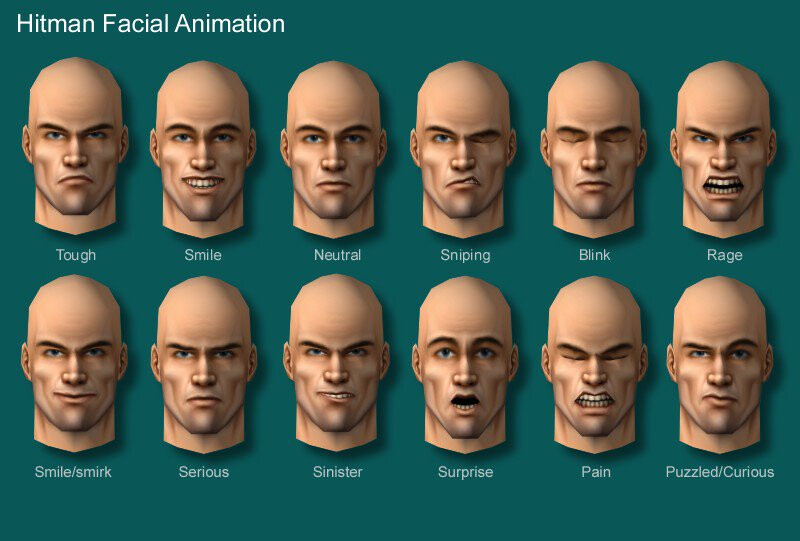 Hitman Facial Animation
Tough Smile Neutral Sniping Blink Rage
Smile/smirk Serious Sinister Surprise Pain Puzzled/Curious